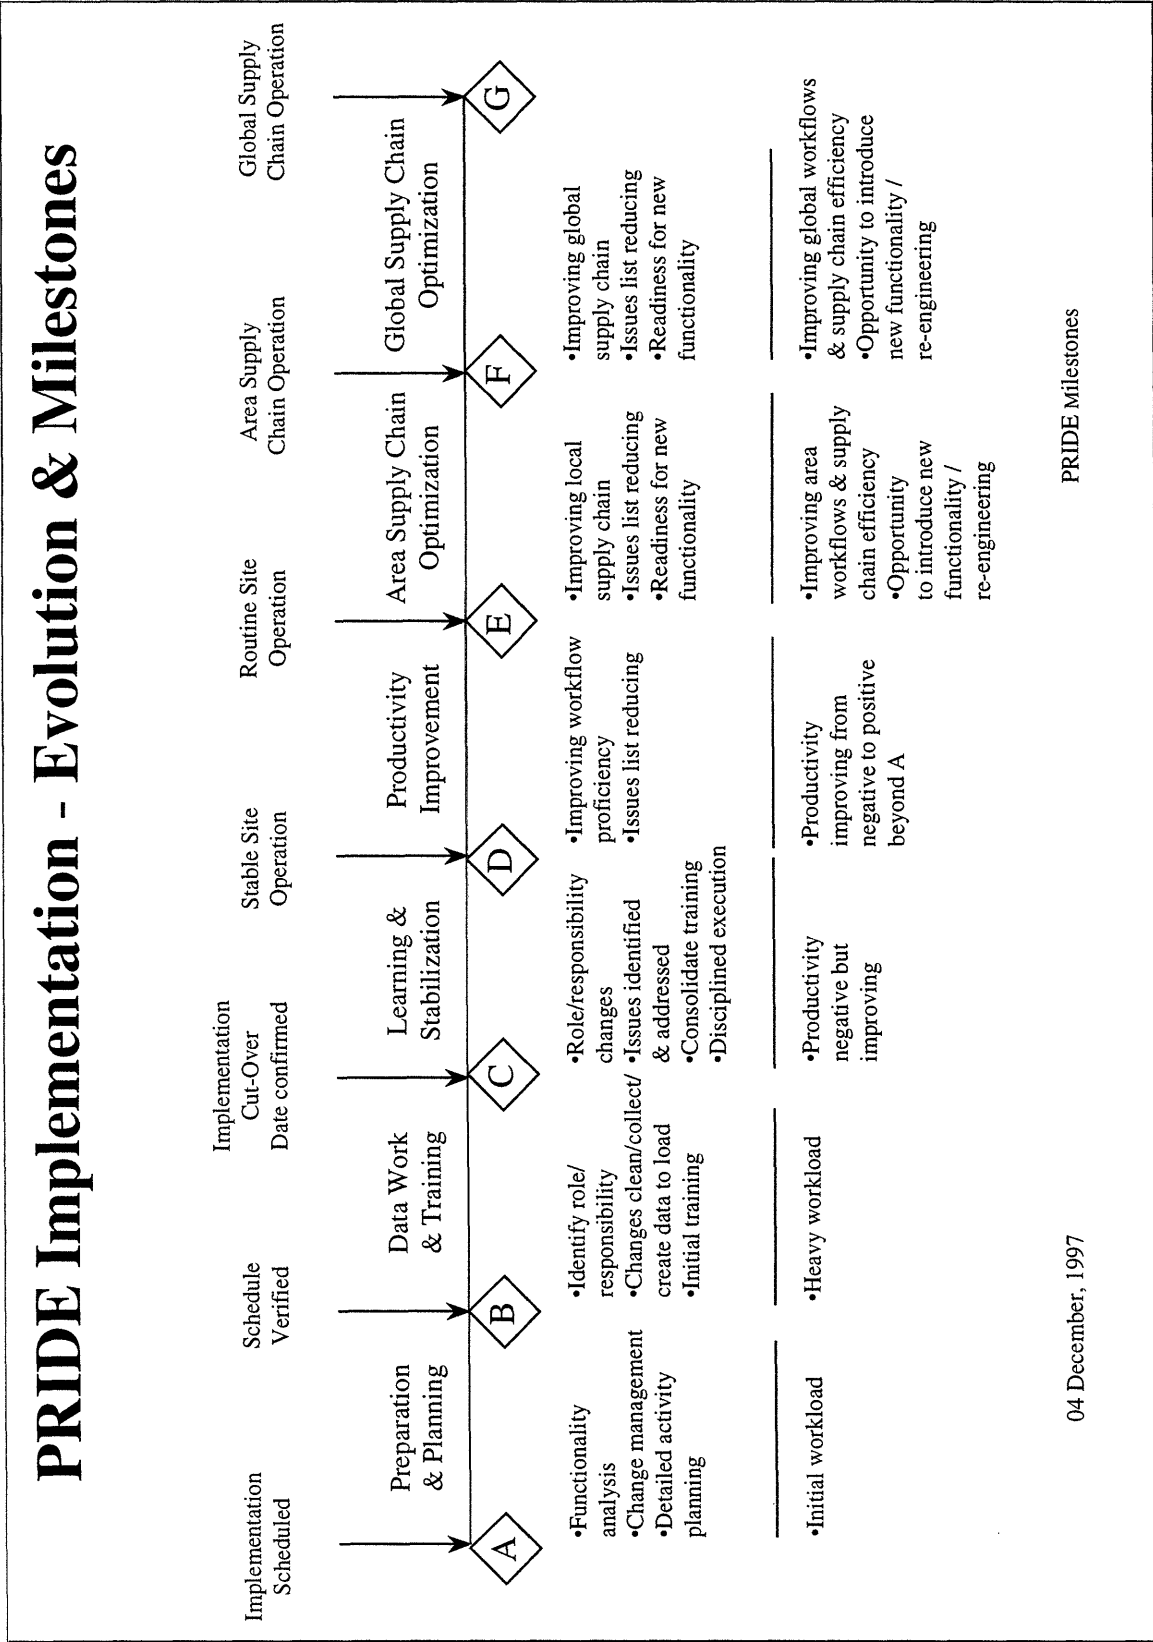 PRIDE Implementation - Evolution & Milestones
Implementation
Scheduled
Schedule
Verified
Implementation
Cut-Over
Date confirmed
Stable Site
Operation
Routine Site
Operation
Area Supply
Chain Operation
Global Supply
Chain Operation
Preparation
& Planning
Data Work
& Training
Learning &
Stabilization
Productivity
Improvement
Area Supply Chain
Optimization
Global Supply Chain
Optimization
A
B
C
D
E
F
G
•Functionality
analysis
•Change management
•Detailed activity
planning
•Identify role/
responsibility
•Changes clean/collect/
create data to load
•Initial training
•Role/responsibility
changes
•Issues identified
& addressed
•Consolidate training
•Disciplined execution
•Improving workflow
proficiency
•Issues list reducing
•Improving local
supply chain
•Issues list reducing
•Readiness for new
functionality
•Improving global
supply chain
•Issues list reducing
•Readiness for new
functionality
•Initial workload
•Heavy workload
•Productivity
negative but
improving
•Productivity
improving from
negative to positive
beyond A
•Improving area
workflows & supply
chain efficiency
•Opportunity
to introduce new
functionality /
re-engineering
•Improving global workflows
& supply chain efficiency
•Opportunity to introduce
new functionality /
re-engineering
04 December, 1997
PRIDE Milestones